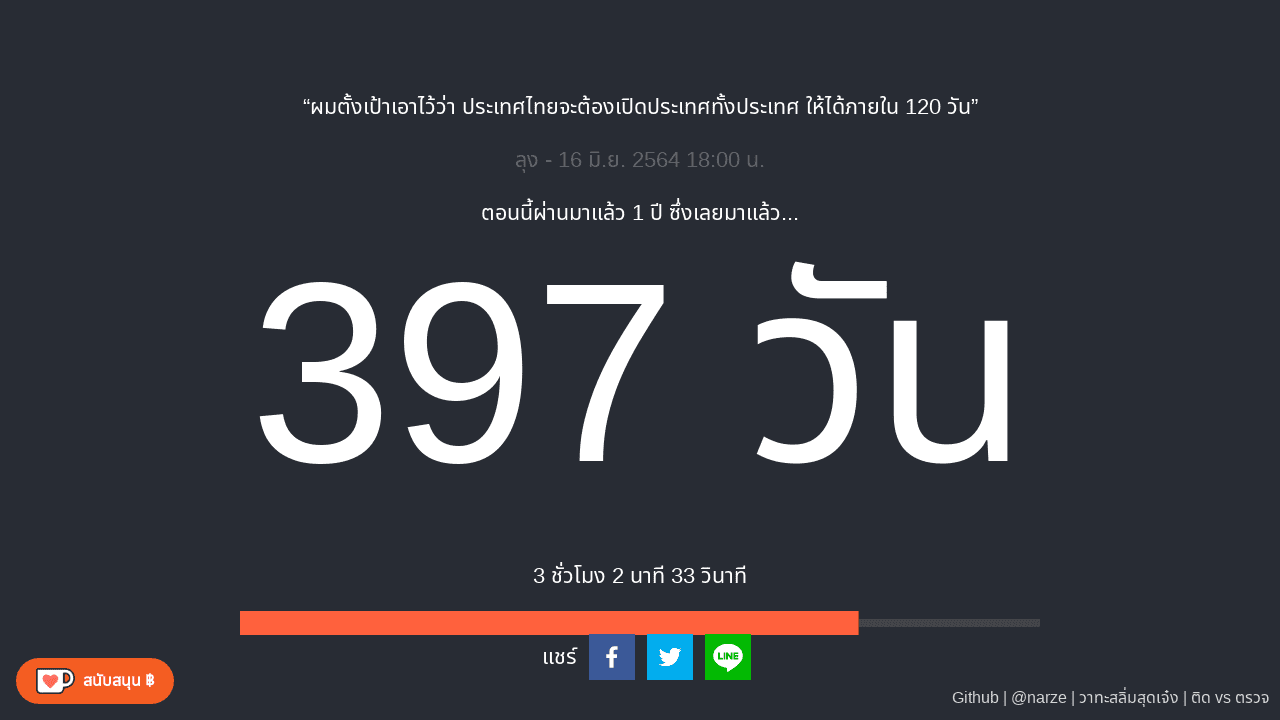 “ผมตั้งเป้าเอาไว้ว่า ประเทศไทยจะต้องเปิดประเทศทั้งประเทศ ให้ได้ภายใน 120 วัน”
ลุง - 16 มิ.ย. 2564 18:00 น.
ตอนนี้ผ่านมาแล้ว 1 ปี ซึ่งเลยมาแล้ว...
397 วัน
3 ชั่วโมง 2 นาที 33 วินาที
แชร์
LINE
สนับสนุน ฿
Github | @narze | วาทะสลิ่มสุดเจ๋ง | ติด vs ตรวจ